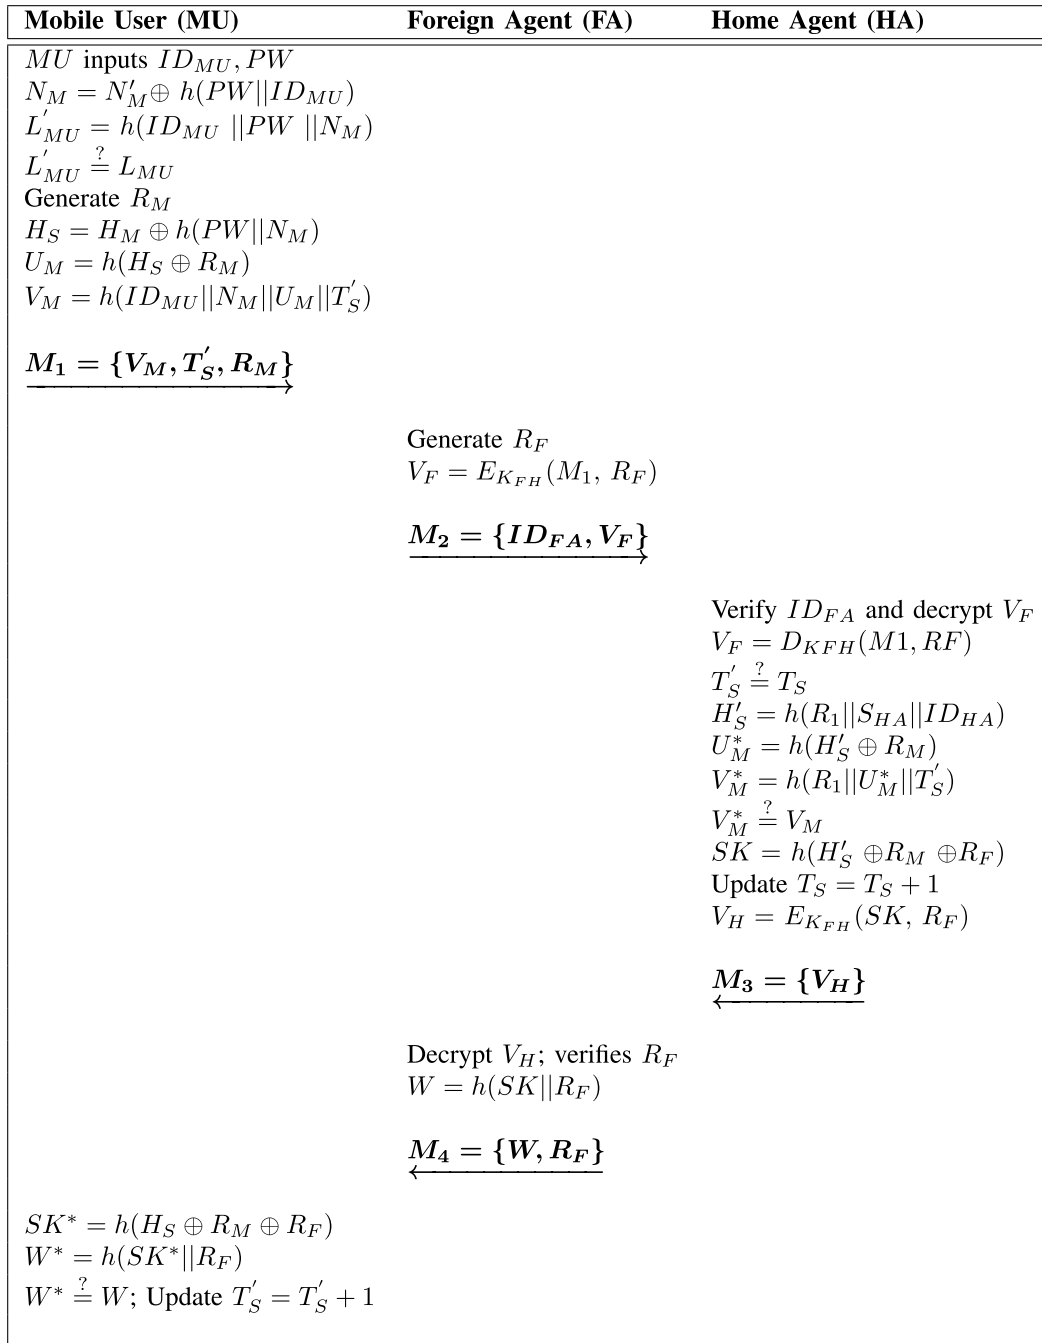 Mobile User (MU) Foreign Agent (FA) Home Agent (HA)
MU inputs ID_{MU}, PW
N_M = N'_M ⊕ h(PW||ID_{MU})
L'_{MU} = h(ID_{MU} ||PW ||N_M)
L'_{MU} ≟ L_{MU}
Generate R_M
H_S = H_M ⊕ h(PW||N_M)
U_M = h(H_S ⊕ R_M)
V_M = h(ID_{MU}||N_M||U_M||T'_S)
M_1 = {V_M, T'_S, R_M}
Generate R_F
V_F = E_{K_{FH}}(M_1, R_F)
M_2 = {ID_{FA}, V_F}
Verify ID_{FA} and decrypt V_F
V_F = D_{KFH}(M1, RF)
T'_S ≟ T_S
H'_S = h(R_1||S_{HA}||ID_{HA})
U^*_M = h(H'_S ⊕ R_M)
V^*_M = h(R_1||U^*_M||T'_S)
V^*_M ≟ V_M
SK = h(H'_S ⊕R_M ⊕R_F)
Update T_S = T_S + 1
V_H = E_{K_{FH}}(SK, R_F)
M_3 = {V_H}
Decrypt V_H; verifies R_F
W = h(SK||R_F)
M_4 = {W, R_F}
SK^* = h(H_S ⊕ R_M ⊕ R_F)
W^* = h(SK^*||R_F)
W^* ≟ W; Update T'_S = T'_S + 1